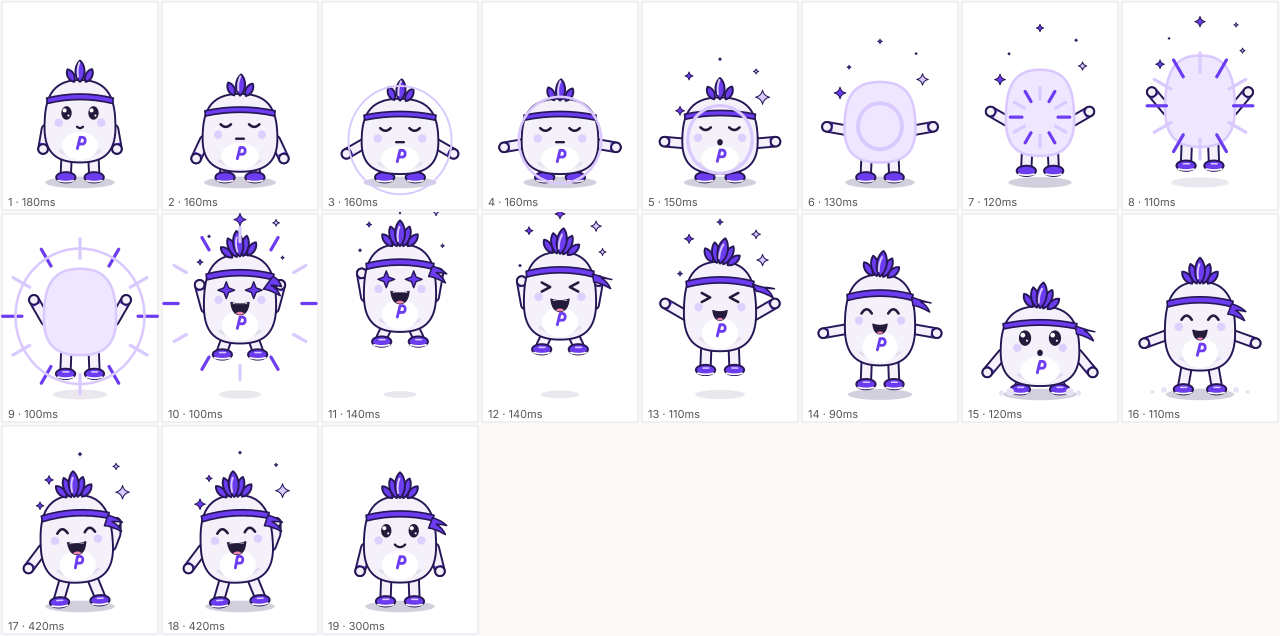 P P P P P
1 · 180ms 2 · 160ms 3 · 160ms 4 · 160ms 5 · 150ms 6 · 130ms 7 · 120ms 8 · 110ms
P P P P P P P
9 · 100ms 10 · 100ms 11 · 140ms 12 · 140ms 13 · 110ms 14 · 90ms 15 · 120ms 16 · 110ms
P P P
17 · 420ms 18 · 420ms 19 · 300ms